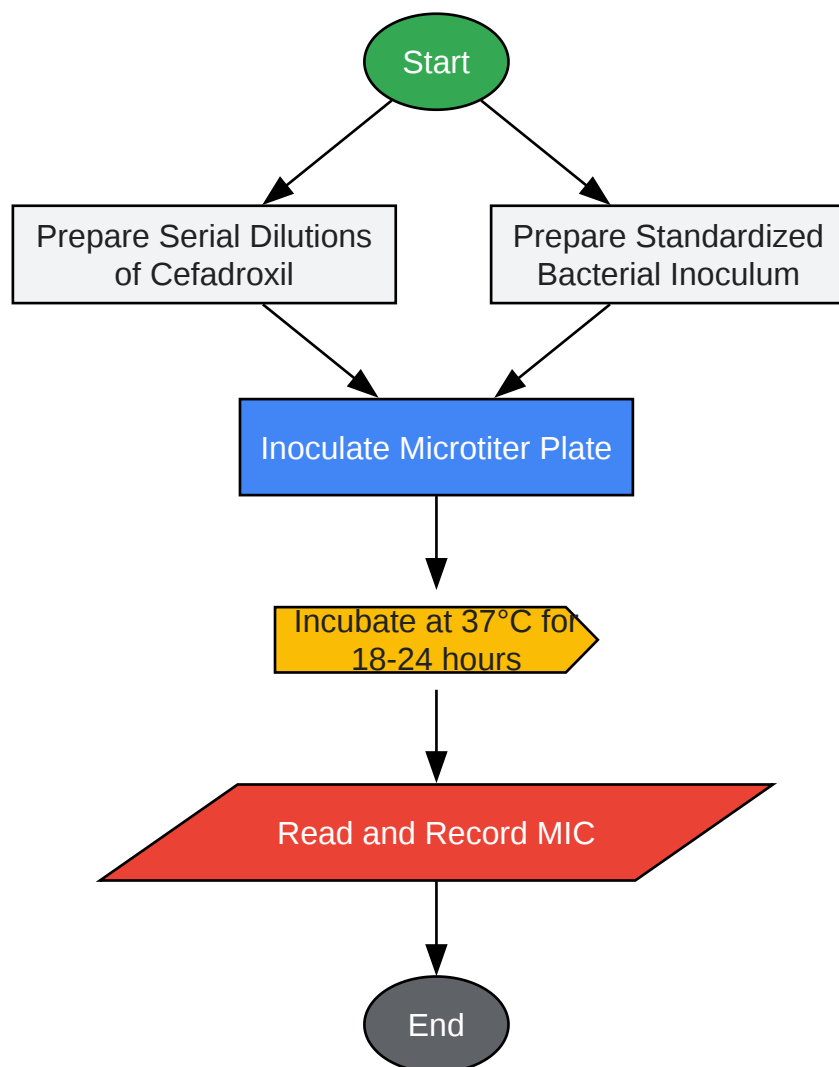 Start
Prepare Serial Dilutions
of Cefadroxil
Prepare Standardized
Bacterial Inoculum
Inoculate Microtiter Plate
Incubate at 37°C for
18-24 hours
Read and Record MIC
End